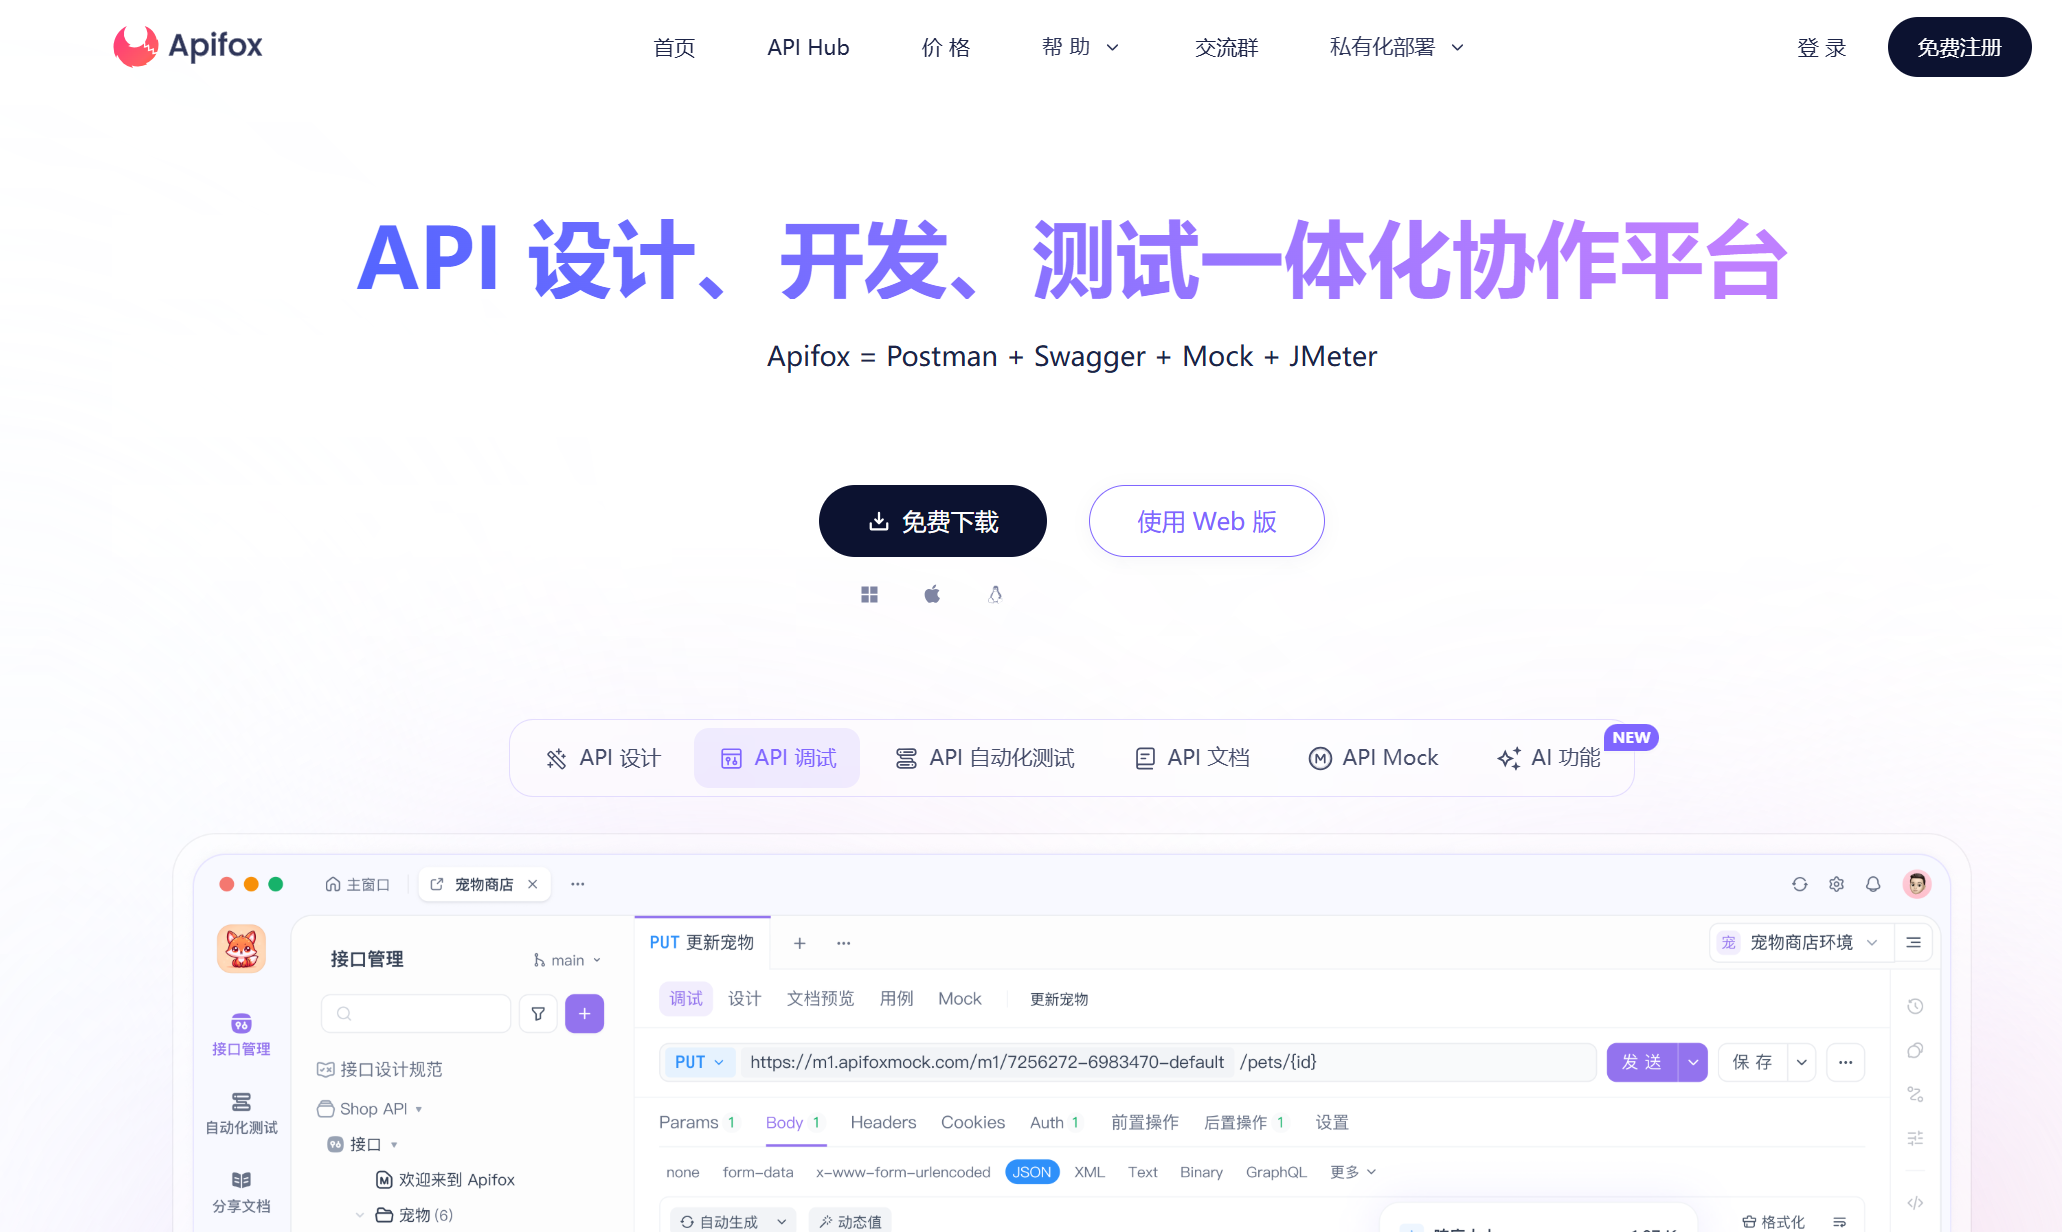 Apifox
首页
API Hub
价 格
帮 助
交流群
私有化部署
登 录
免费注册
API 设计、开发、测试一体化协作平台
Apifox = Postman + Swagger + Mock + JMeter
免费下载
使用 Web 版
API 设计
API 调试
API 自动化测试
API 文档
API Mock
AI 功能
NEW
主窗口
宠物商店
接口管理
main
PUT 更新宠物
宠 宠物商店环境
调试
设计
文档预览
用例
Mock
更新宠物
接口管理
自动化测试
分享文档
接口设计规范
Shop API
接口
欢迎来到 Apifox
宠物 (6)
PUT
https://m1.apifoxmock.com/m1/7256272-6983470-default /pets/{id}
发 送
保 存
Params 1
Body 1
Headers
Cookies
Auth 1
前置操作
后置操作 1
设置
none
form-data
x-www-form-urlencoded
JSON
XML
Text
Binary
GraphQL
更多
自动生成
动态值
格式化